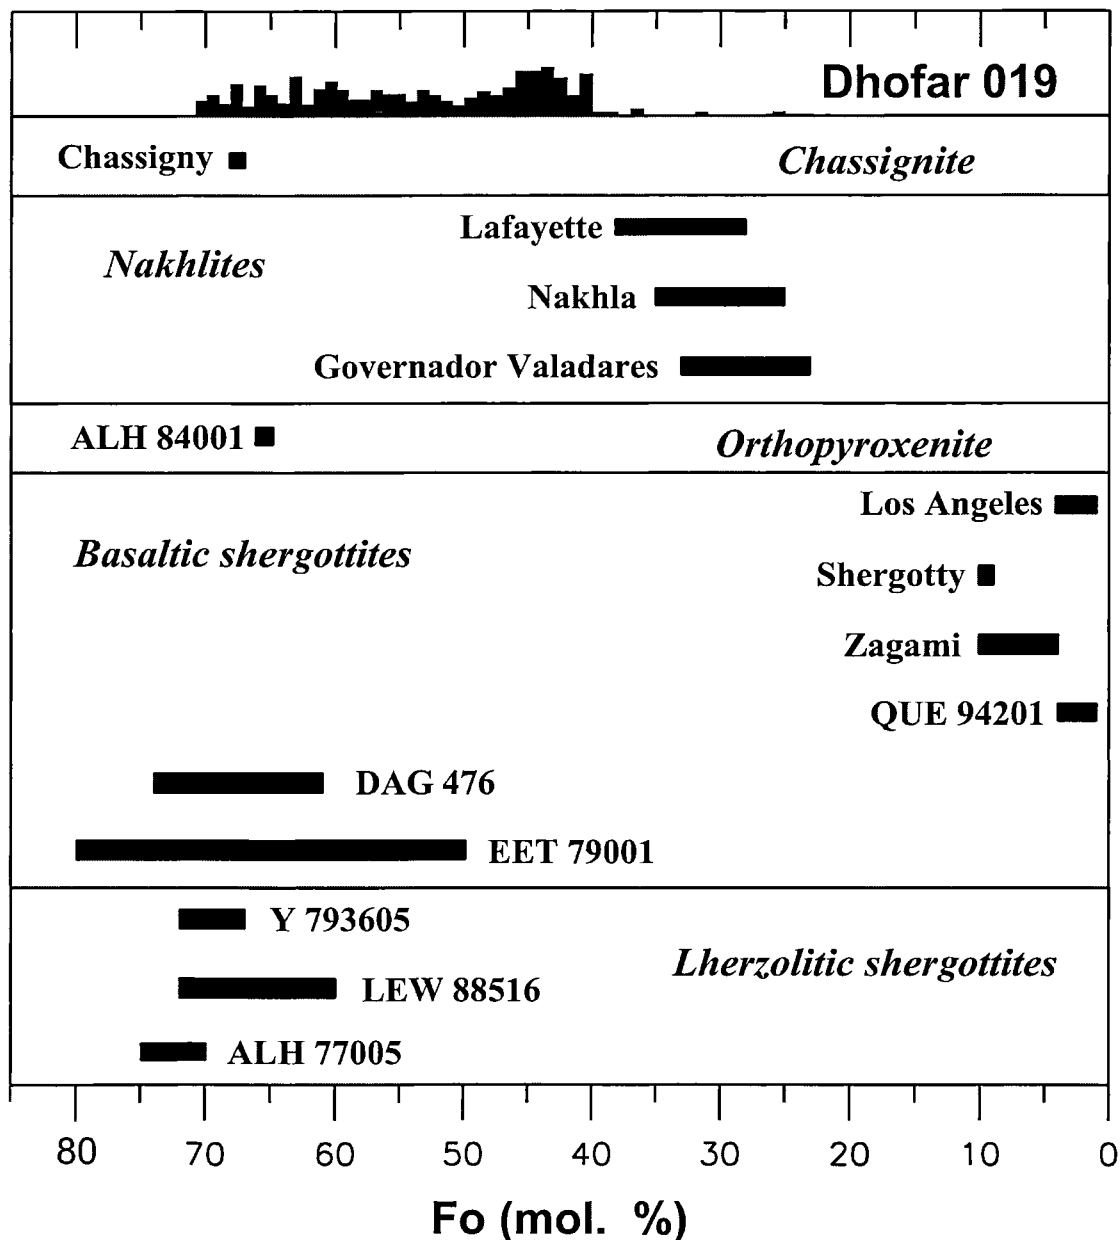 Dhofar 019
Chassigny
Chassignite
Lafayette
Nakhlites
Nakhla
Governador Valadares
ALH 84001
Orthopyroxenite
Los Angeles
Basaltic shergottites
Shergotty
Zagami
QUE 94201
DAG 476
EET 79001
Y 793605
Lherzolitic shergottites
LEW 88516
ALH 77005
80 70 60 50 40 30 20 10 0
Fo (mol. %)